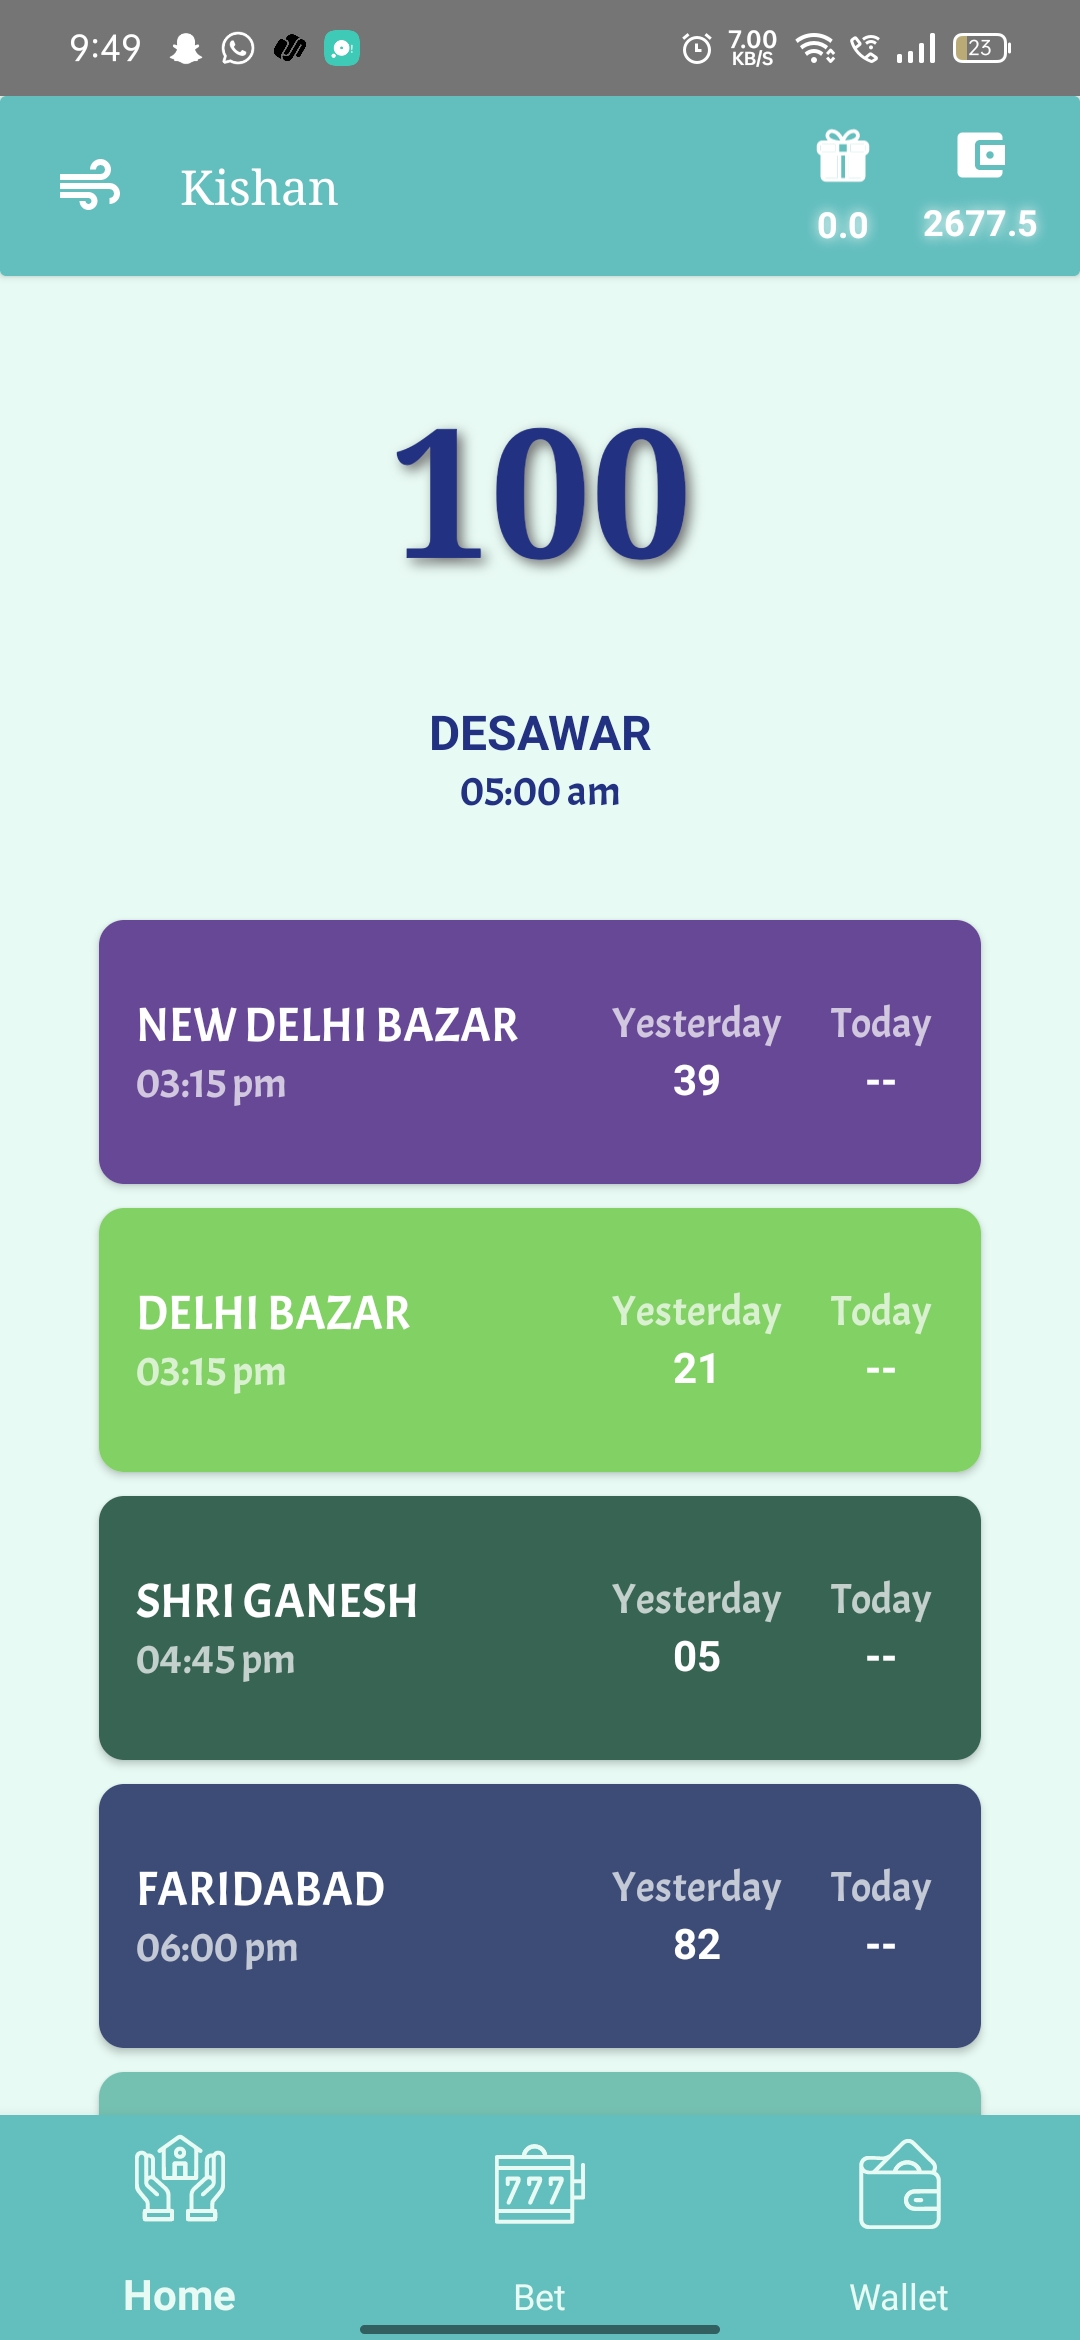 9:49
7.00
KB/S
23
Kishan
0.0
2677.5
100
DESAWAR
05:00 am
NEW DELHI BAZAR
03:15 pm
Yesterday
39
Today
--
DELHI BAZAR
03:15 pm
Yesterday
21
Today
--
SHRI GANESH
04:45 pm
Yesterday
05
Today
--
FARIDABAD
06:00 pm
Yesterday
82
Today
--
777
Home
Bet
Wallet